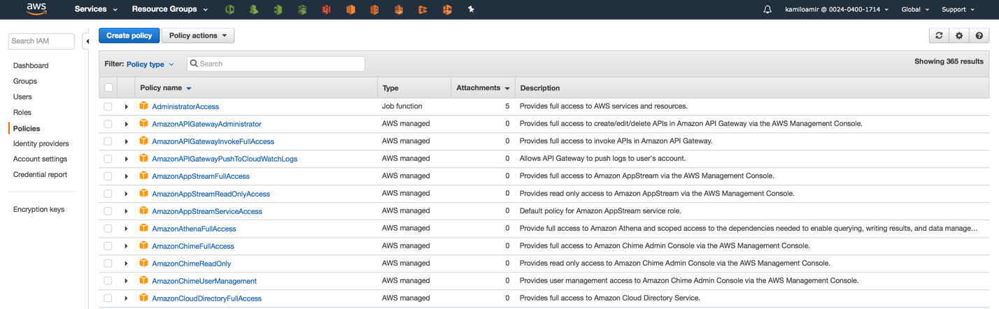 aws Services Resource Groups kamiloamir @ 0024-0400-1714 Global Support
Search IAM
Dashboard
Groups
Users
Roles
Policies
Identity providers
Account settings
Credential report
Encryption keys
Create policy Policy actions
Filter: Policy type Search Showing 365 results
Policy name Type Attachments Description
AdministratorAccess Job function 5 Provides full access to AWS services and resources.
AmazonAPIGatewayAdministrator AWS managed 0 Provides full access to create/edit/delete APIs in Amazon API Gateway via the AWS Management Console.
AmazonAPIGatewayInvokeFullAccess AWS managed 0 Provides full access to invoke APIs in Amazon API Gateway.
AmazonAPIGatewayPushToCloudWatchLogs AWS managed 0 Allows API Gateway to push logs to user's account.
AmazonAppStreamFullAccess AWS managed 0 Provides full access to Amazon AppStream via the AWS Management Console.
AmazonAppStreamReadOnlyAccess AWS managed 0 Provides read only access to Amazon AppStream via the AWS Management Console.
AmazonAppStreamServiceAccess AWS managed 0 Default policy for Amazon AppStream service role.
AmazonAthenaFullAccess AWS managed 0 Provide full access to Amazon Athena and scoped access to the dependencies needed to enable querying, writing results, and data manage…
AmazonChimeFullAccess AWS managed 0 Provides full access to Amazon Chime Admin Console via the AWS Management Console.
AmazonChimeReadOnly AWS managed 0 Provides read only access to Amazon Chime Admin Console via the AWS Management Console.
AmazonChimeUserManagement AWS managed 0 Provides user management access to Amazon Chime Admin Console via the AWS Management Console.
AmazonCloudDirectoryFullAccess AWS managed 0 Provides full access to Amazon Cloud Directory Service.